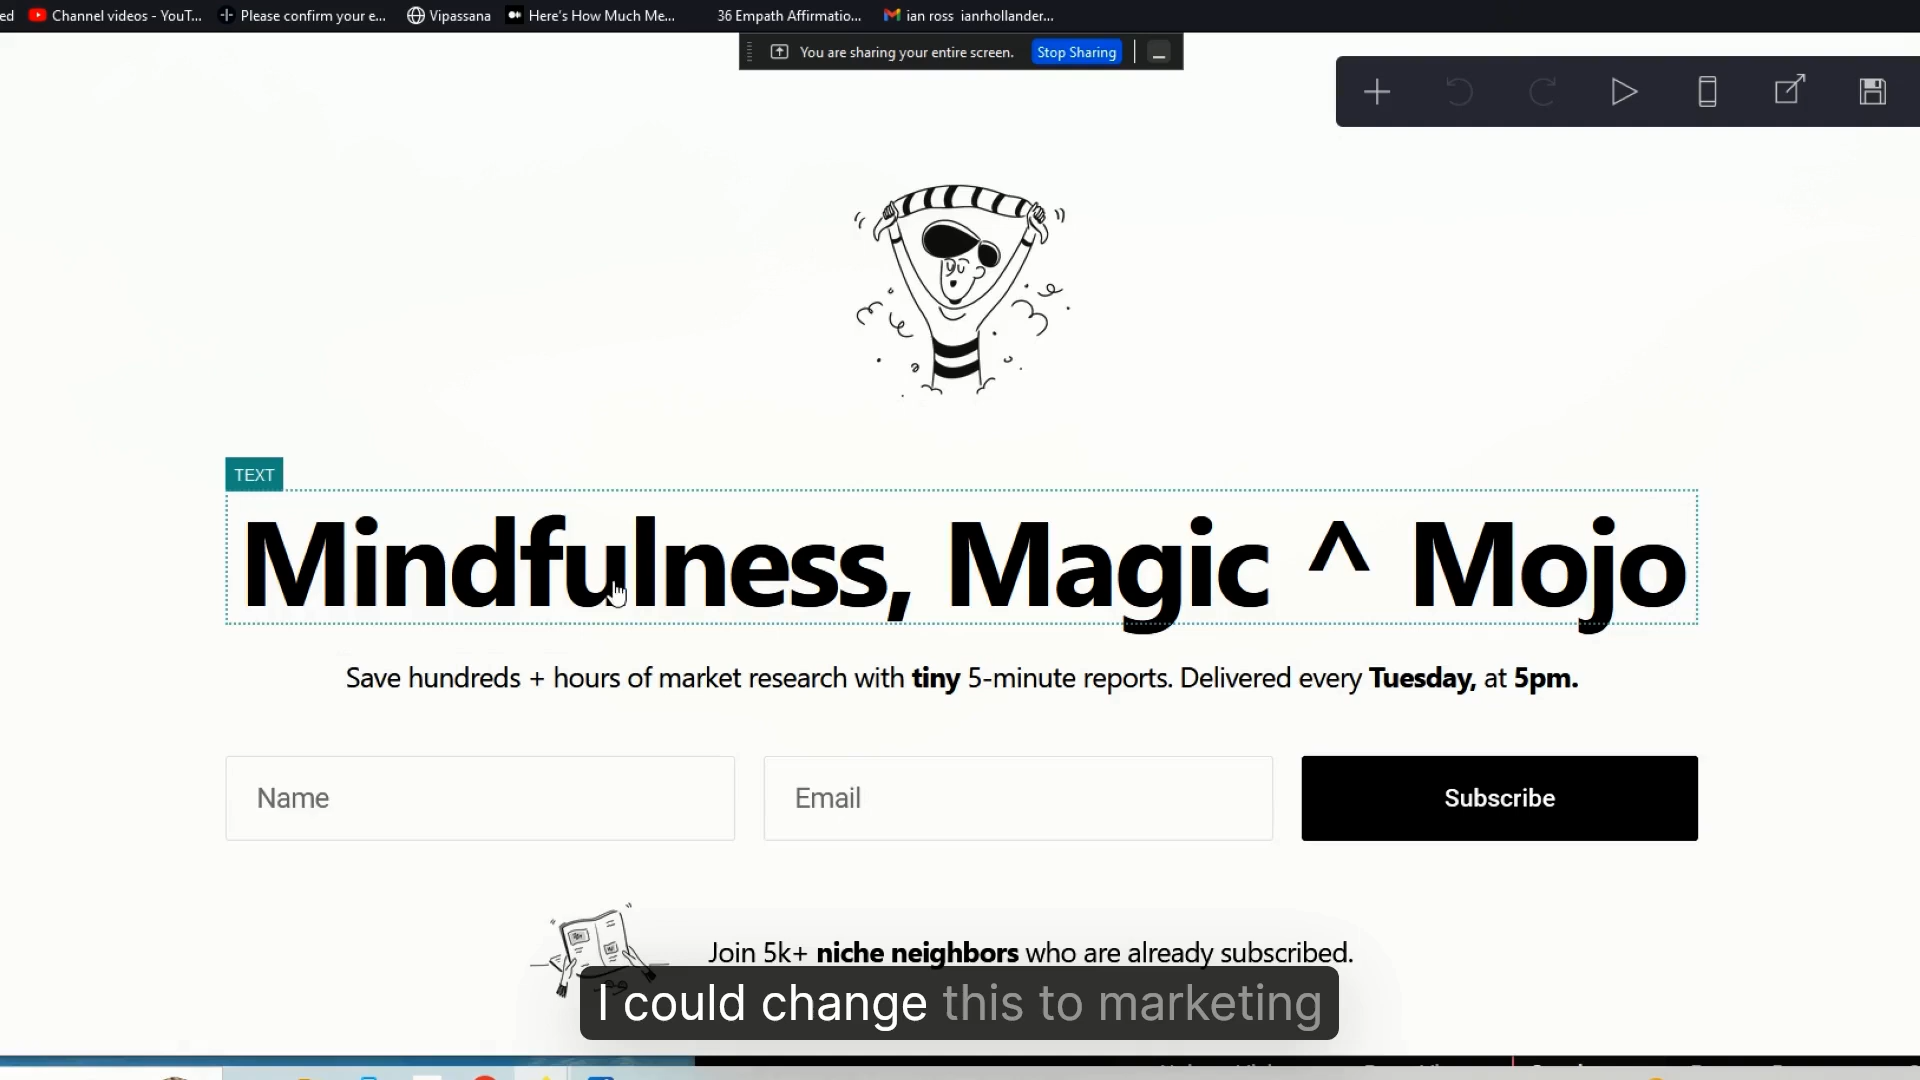 ed Channel videos - YouT... Please confirm your e... Vipassana Here's How Much Me... 36 Empath Affirmatio... ian ross ianrhollander...
You are sharing your entire screen. Stop Sharing
TEXT
Mindfulness, Magic ^ Mojo
Save hundreds + hours of market research with tiny 5-minute reports. Delivered every Tuesday, at 5pm.
Name Email Subscribe
Join 5k+ niche neighbors who are already subscribed.
I could change this to marketing